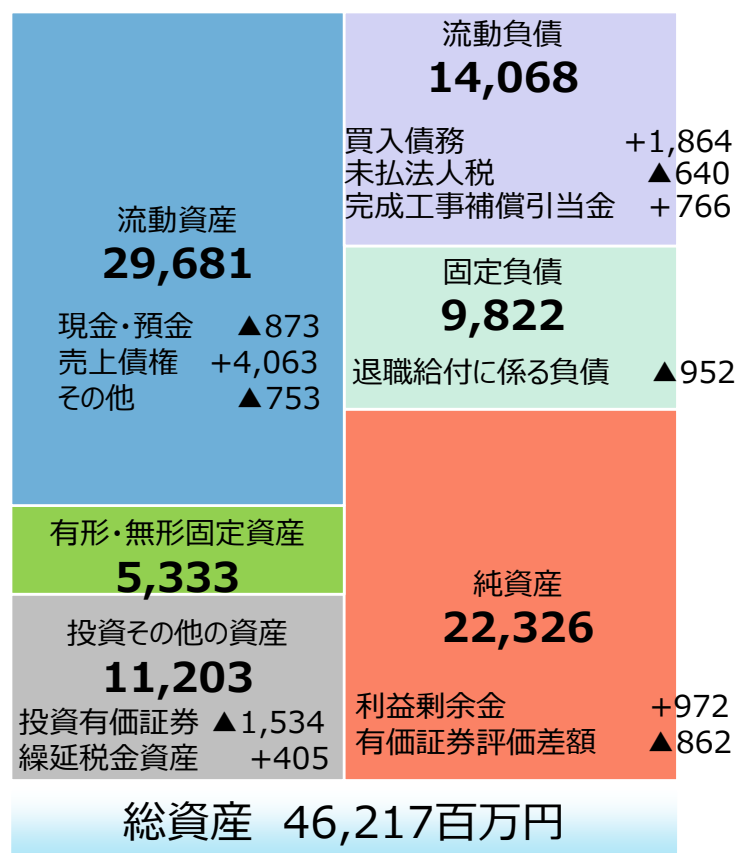 流動資産
29,681
現金・預金 ▲873
売上債権 +4,063
その他 ▲753
有形・無形固定資産
5,333
投資その他の資産
11,203
投資有価証券 ▲1,534
繰延税金資産 +405
流動負債
14,068
買入債務 +1,864
未払法人税 ▲640
完成工事補償引当金 +766
固定負債
9,822
退職給付に係る負債 ▲952
純資産
22,326
利益剰余金 +972
有価証券評価差額 ▲862
総資産 46,217百万円